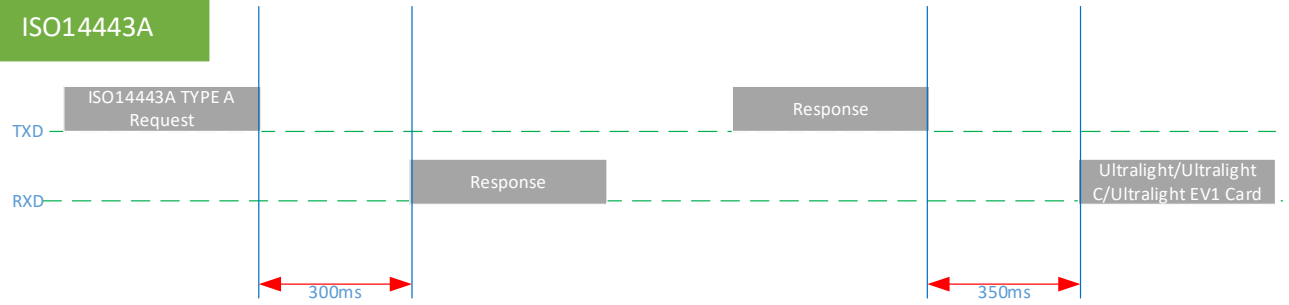 ISO14443A
ISO14443A TYPE A
Request
Response
TXD
Response
Ultralight/Ultralight
C/Ultralight EV1 Card
RXD
300ms
350ms